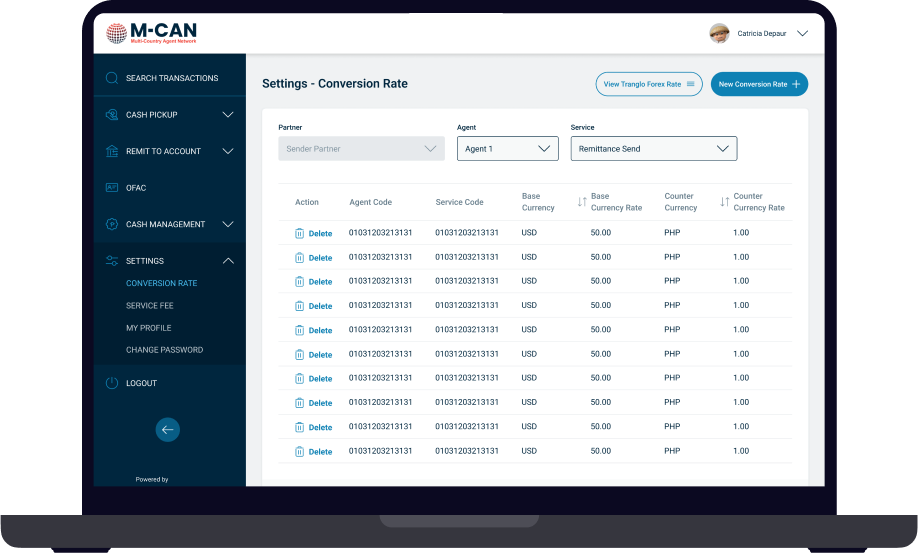 M-CAN
Multi-Country Agent Network
Catricia Depaur
SEARCH TRANSACTIONS
CASH PICKUP
REMIT TO ACCOUNT
OFAC
CASH MANAGEMENT
SETTINGS
CONVERSION RATE
SERVICE FEE
MY PROFILE
CHANGE PASSWORD
LOGOUT
Powered by
Settings - Conversion Rate
View Tranglo Forex Rate
New Conversion Rate
Partner Agent Service
Sender Partner Agent 1 Remittance Send
Action Agent Code Service Code Base Currency Base Currency Rate Counter Currency Counter Currency Rate
Delete 01031203213131 01031203213131 USD 50.00 PHP 1.00
Delete 01031203213131 01031203213131 USD 50.00 PHP 1.00
Delete 01031203213131 01031203213131 USD 50.00 PHP 1.00
Delete 01031203213131 01031203213131 USD 50.00 PHP 1.00
Delete 01031203213131 01031203213131 USD 50.00 PHP 1.00
Delete 01031203213131 01031203213131 USD 50.00 PHP 1.00
Delete 01031203213131 01031203213131 USD 50.00 PHP 1.00
Delete 01031203213131 01031203213131 USD 50.00 PHP 1.00
Delete 01031203213131 01031203213131 USD 50.00 PHP 1.00
Delete 01031203213131 01031203213131 USD 50.00 PHP 1.00